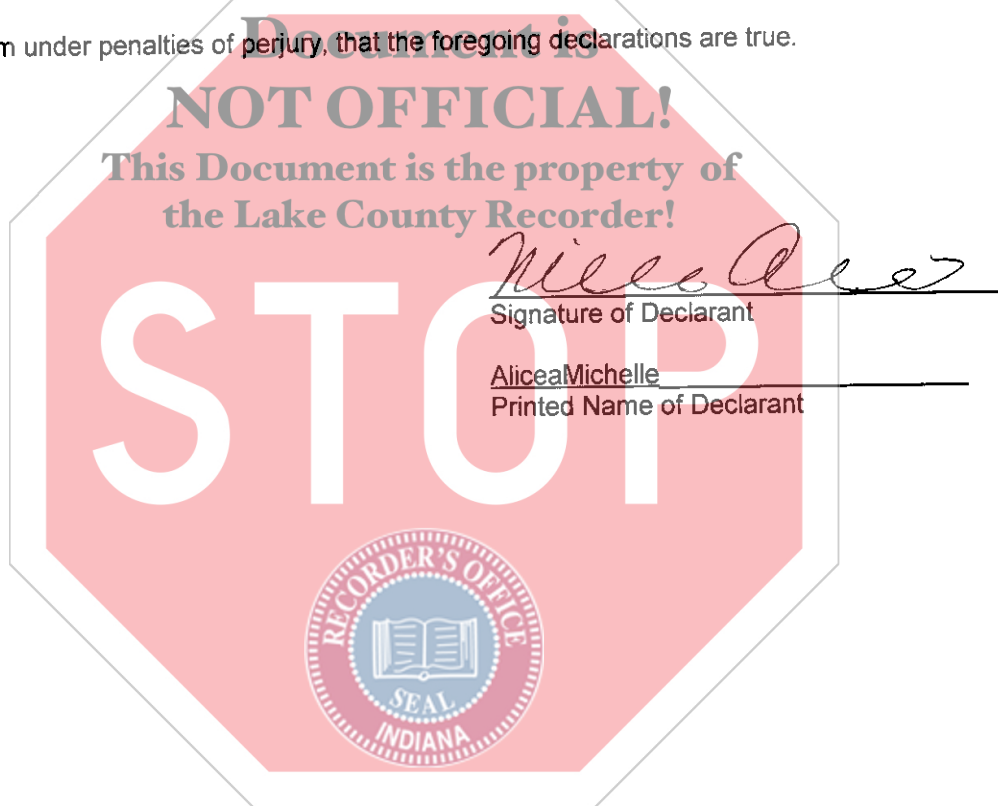 m under penalties of perjury, that the foregoing declarations are true.
Document is
NOT OFFICIAL!
This Document is the property of
the Lake County Recorder!
Signature of Declarant
AliceaMichelle
Printed Name of Declarant
STOP
RECORDER'S OFFICE
SEAL
INDIANA